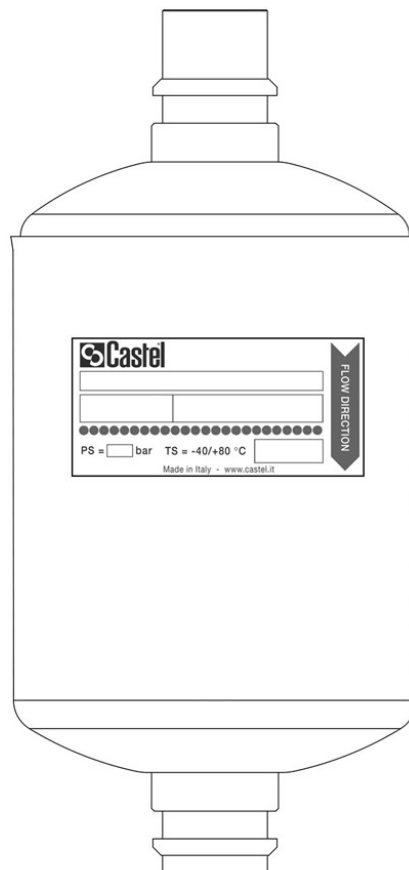 Castel
FLOW DIRECTION
PS = bar TS = -40/+80 °C
Made in Italy - www.castel.it